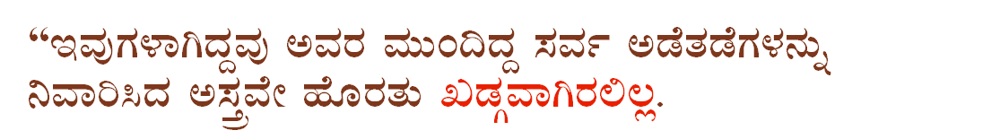 “ಇವುಗಳಾಗಿದ್ದವು ಅವರ ಮುಂದಿದ್ದ ಸರ್ವ ಅಡೆತಡೆಗಳನ್ನು
ನಿವಾರಿಸಿದ ಅಸ್ತ್ರವೇ ಹೊರತು ಖಡ್ಗವಾಗಿರಲಿಲ್ಲ.